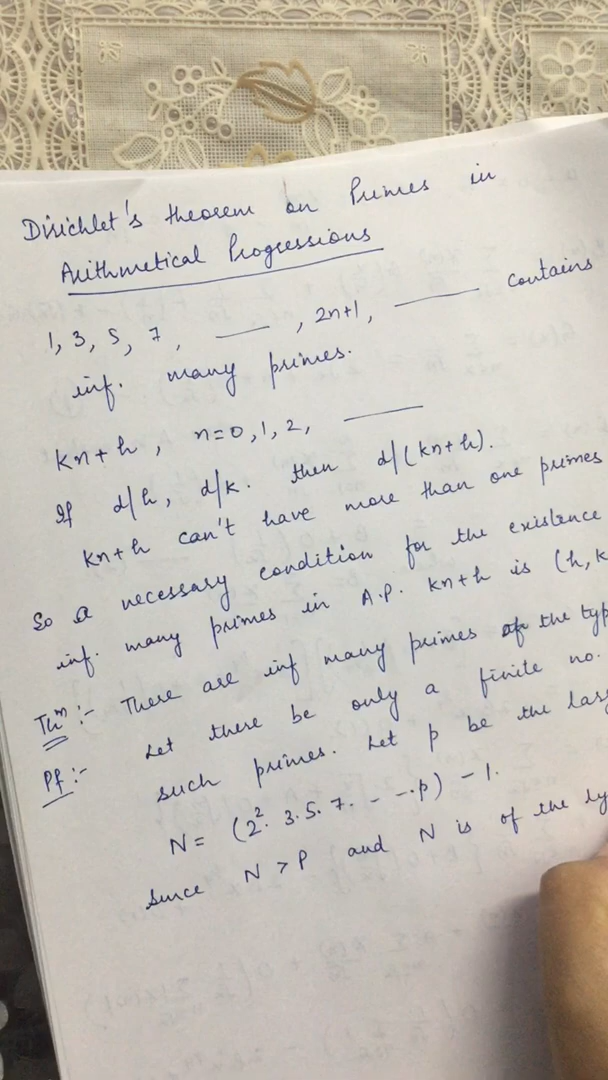 Dirichlet's theorem on Primes in
Arithmetical Progressions
1, 3, 5, 7, —— , 2n+1, —— contains
inf. many primes.
kn+h , n=0,1,2, ——
If d/h, d/k. then d/(kn+h).
kn+h can't have more than one primes
So a necessary condition for the existence
inf. many primes in A.P. kn+h is (h, k
Thm :- There are inf many primes of the typ
Pf :- Let there be only a finite no.
such primes. Let p be the larg
N = (2². 3.5.7. - - -.p) - 1.
Since N > P and N is of the ty